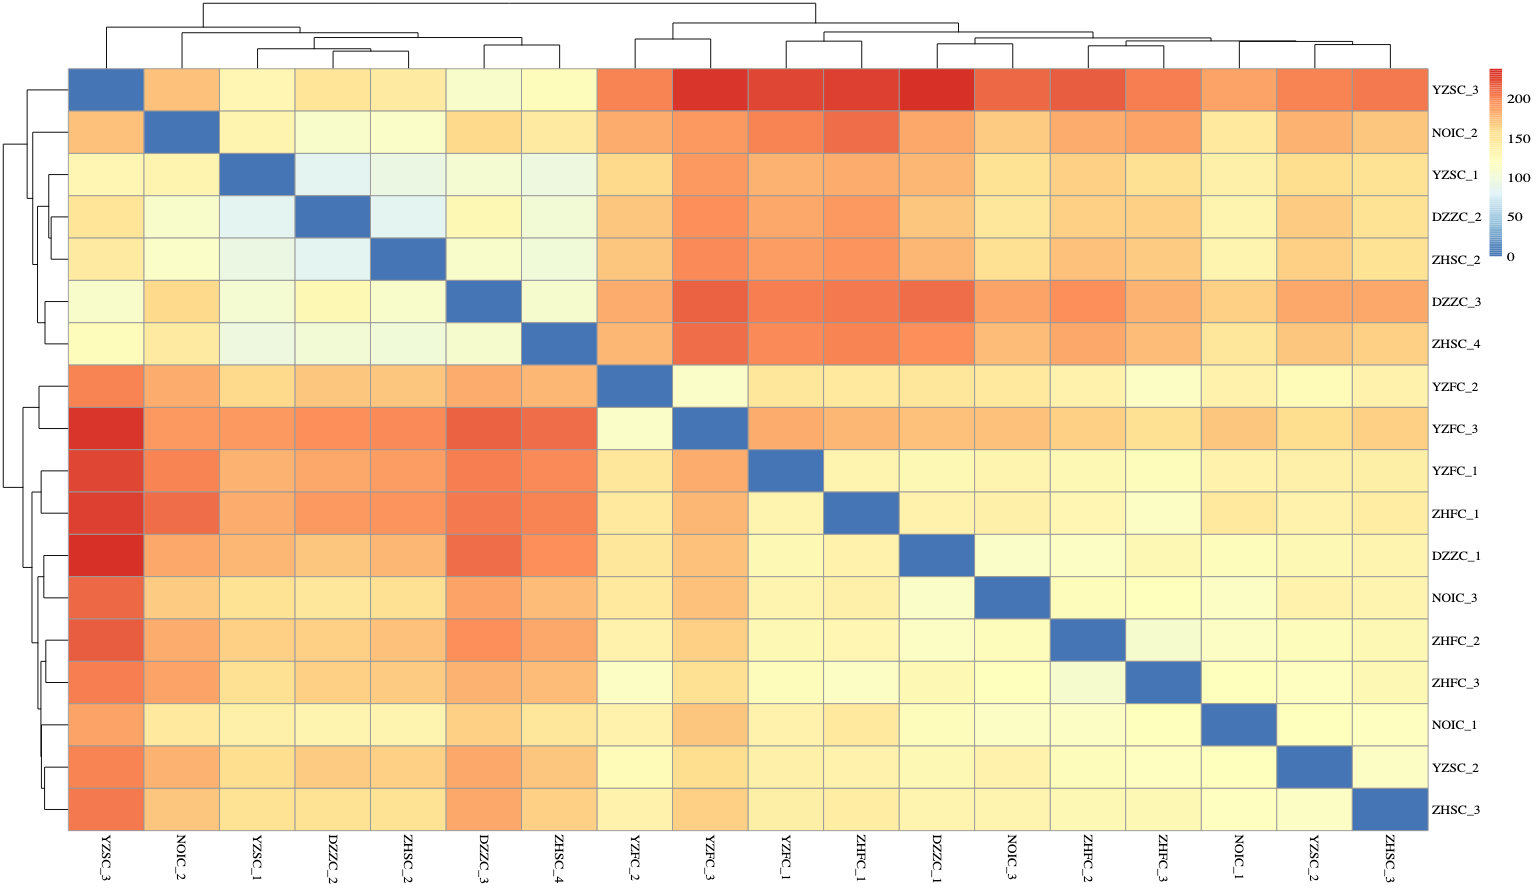 YZSC_3
NOIC_2
YZSC_1
DZZC_2
ZHSC_2
DZZC_3
ZHSC_4
YZFC_2
YZFC_3
YZFC_1
ZHFC_1
DZZC_1
NOIC_3
ZHFC_2
ZHFC_3
NOIC_1
YZSC_2
ZHSC_3
200
150
100
50
0
YZSC_3
NOIC_2
YZSC_1
DZZC_2
ZHSC_2
DZZC_3
ZHSC_4
YZFC_2
YZFC_3
YZFC_1
ZHFC_1
DZZC_1
NOIC_3
ZHFC_2
ZHFC_3
NOIC_1
YZSC_2
ZHSC_3